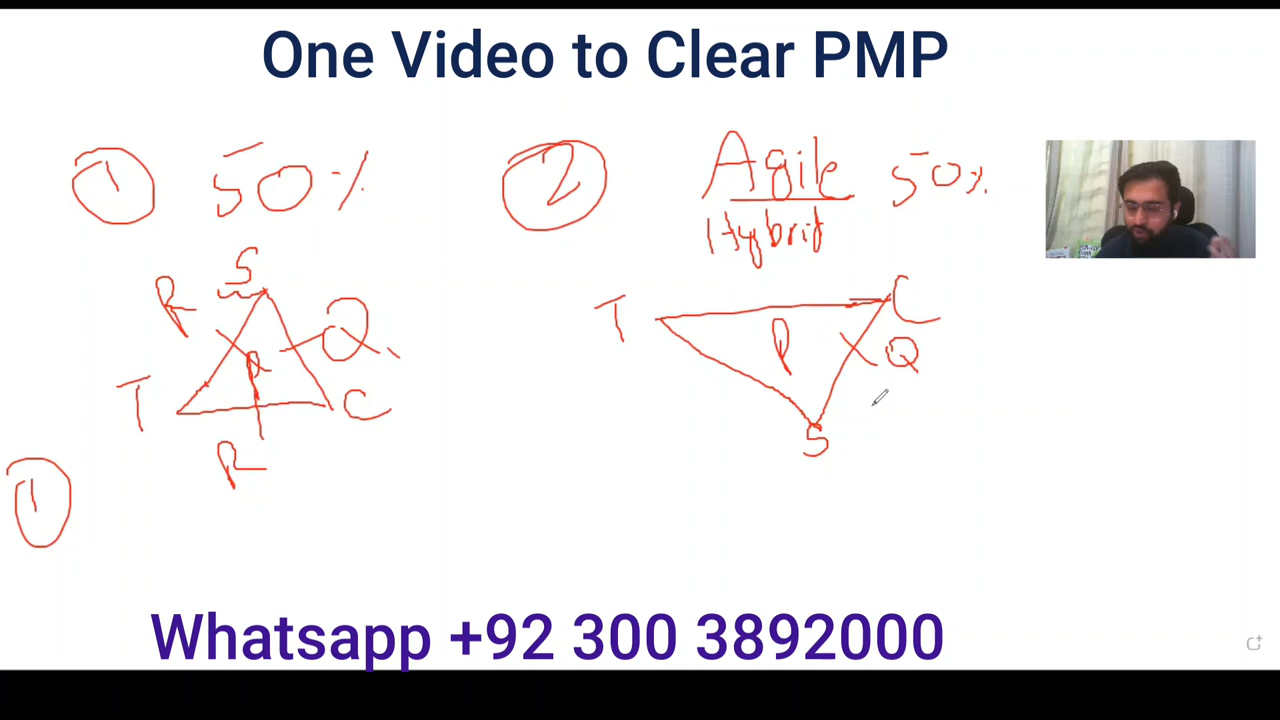 One Video to Clear PMP
1 50%
2 Agile 50%
Hybrid
S
R Q
R
T C
R
T C
P Q
S
1
Whatsapp +92 300 3892000